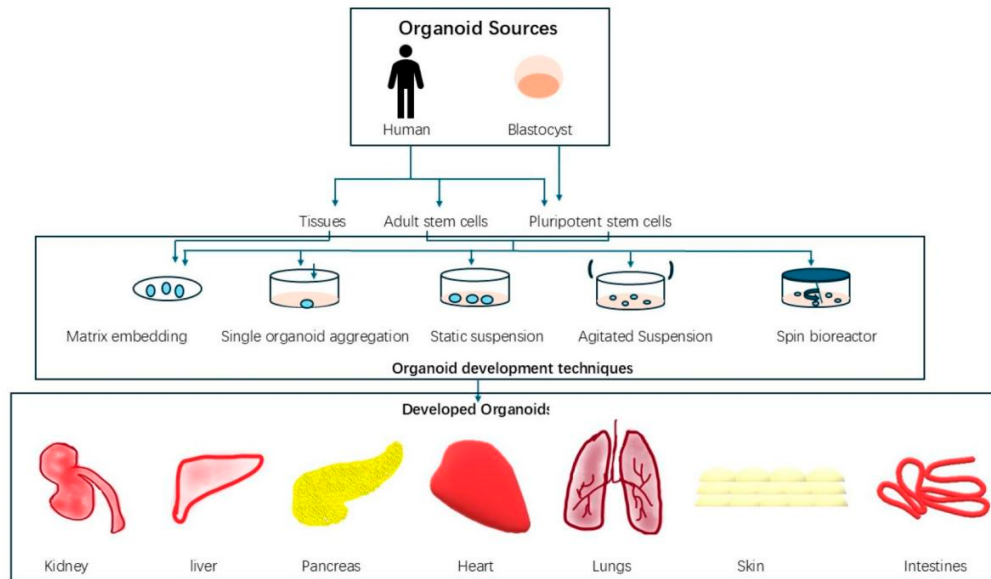 Organoid Sources
Human
Blastocyst
Tissues
Adult stem cells
Pluripotent stem cells
Matrix embedding
Single organoid aggregation
Static suspension
Agitated Suspension
Spin bioreactor
Organoid development techniques
Developed Organoids
Kidney
liver
Pancreas
Heart
Lungs
Skin
Intestines